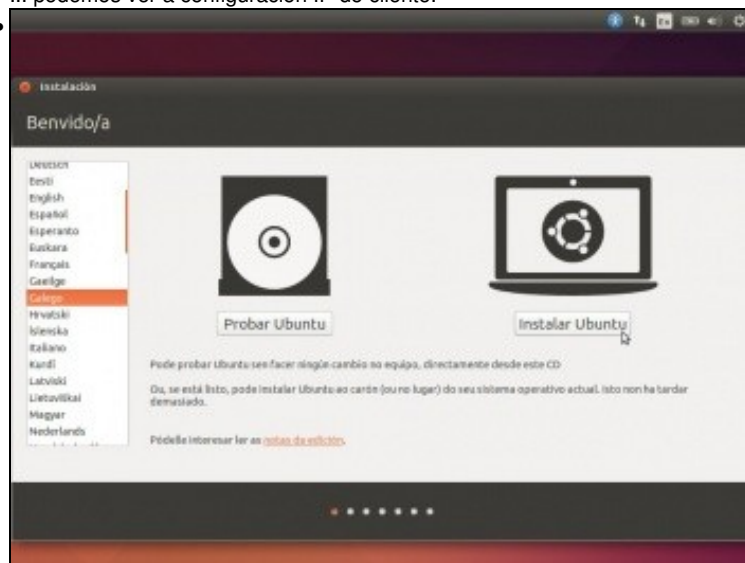 podemos ver a configuración IP do cliente.
Instalación
Benvido/a
Deutsch
Eesti
English
Español
Esperanto
Euskara
Français
Gaeilge
Galego
Hrvatski
Íslenska
Italiano
Kurdî
Latviski
Lietuviškai
Magyar
Nederlands
Probar Ubuntu
Instalar Ubuntu
Pode probar Ubuntu sen facer ningún cambio no equipo, directamente desde este CD
Ou, se está listo, pode instalar Ubuntu ao carón (ou no lugar) do seu sistema operativo actual. Isto non ha tardar
demasiado.
Pódelle interesar ler as notas da edición.